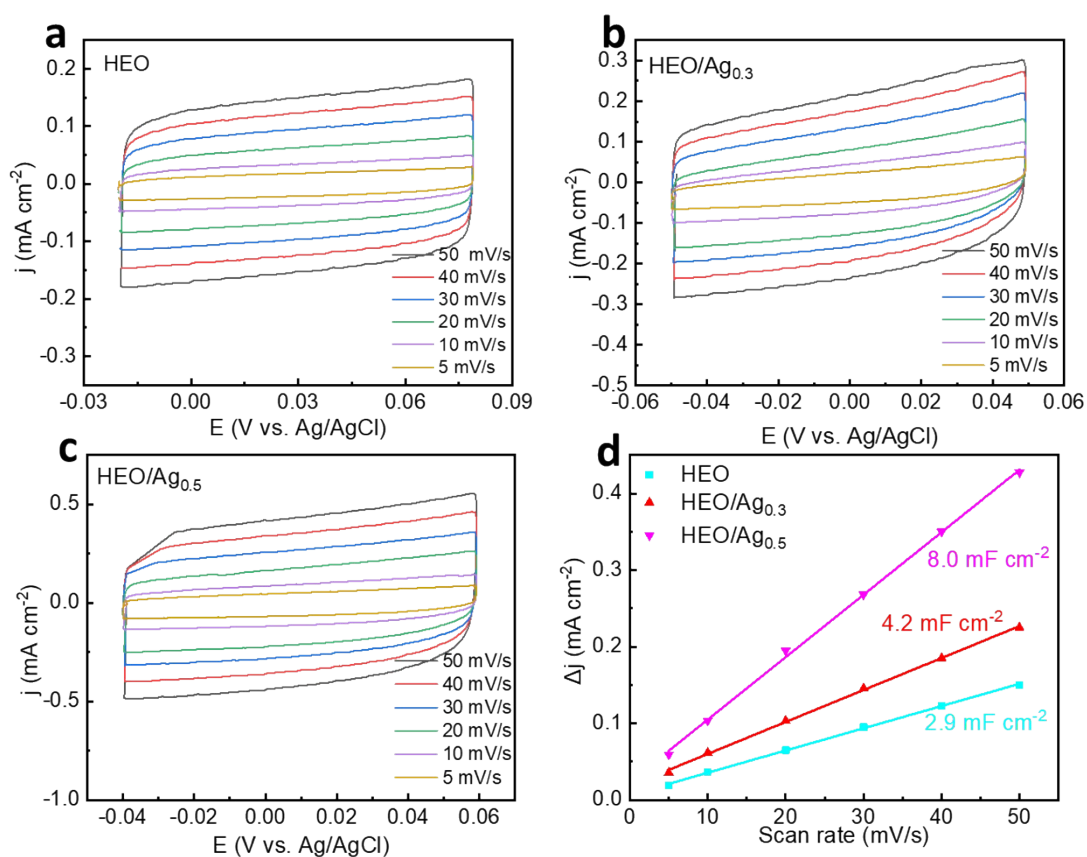 a
HEO
0.2
0.1
0.0
-0.1
-0.2
-0.3
j (mA cm-2)
50 mV/s
40 mV/s
30 mV/s
20 mV/s
10 mV/s
5 mV/s
-0.03 0.00 0.03 0.06 0.09
E (V vs. Ag/AgCl)
b
HEO/Ag0.3
0.3
0.2
0.1
0.0
-0.1
-0.2
-0.3
-0.4
-0.5
j (mA cm-2)
50 mV/s
40 mV/s
30 mV/s
20 mV/s
10 mV/s
5 mV/s
-0.06 -0.04 -0.02 0.00 0.02 0.04 0.06
E (V vs. Ag/AgCl)
c
HEO/Ag0.5
0.5
0.0
-0.5
-1.0
j (mA cm-2)
50 mV/s
40 mV/s
30 mV/s
20 mV/s
10 mV/s
5 mV/s
-0.04 -0.02 0.00 0.02 0.04 0.06
E (V vs. Ag/AgCl)
d
HEO
HEO/Ag0.3
HEO/Ag0.5
0.4
0.3
0.2
0.1
0.0
Δj (mA cm-2)
8.0 mF cm-2
4.2 mF cm-2
2.9 mF cm-2
10 20 30 40 50
Scan rate (mV/s)